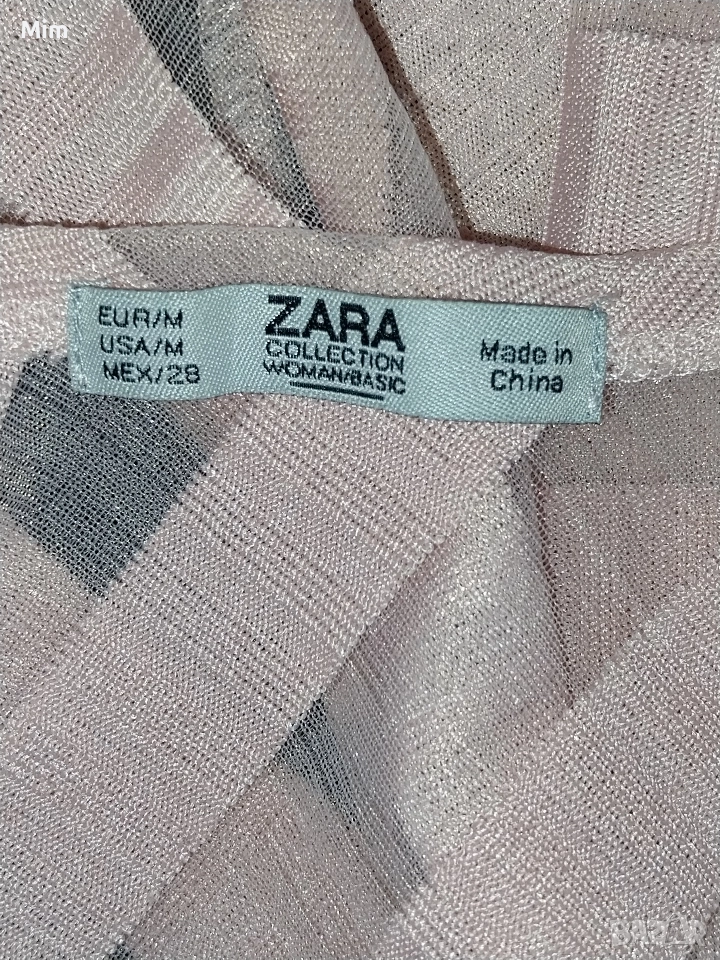 Mim
EUR/M
USA/M
MEX/28
ZARA
COLLECTION
WOMAN/BASIC
Made in
China